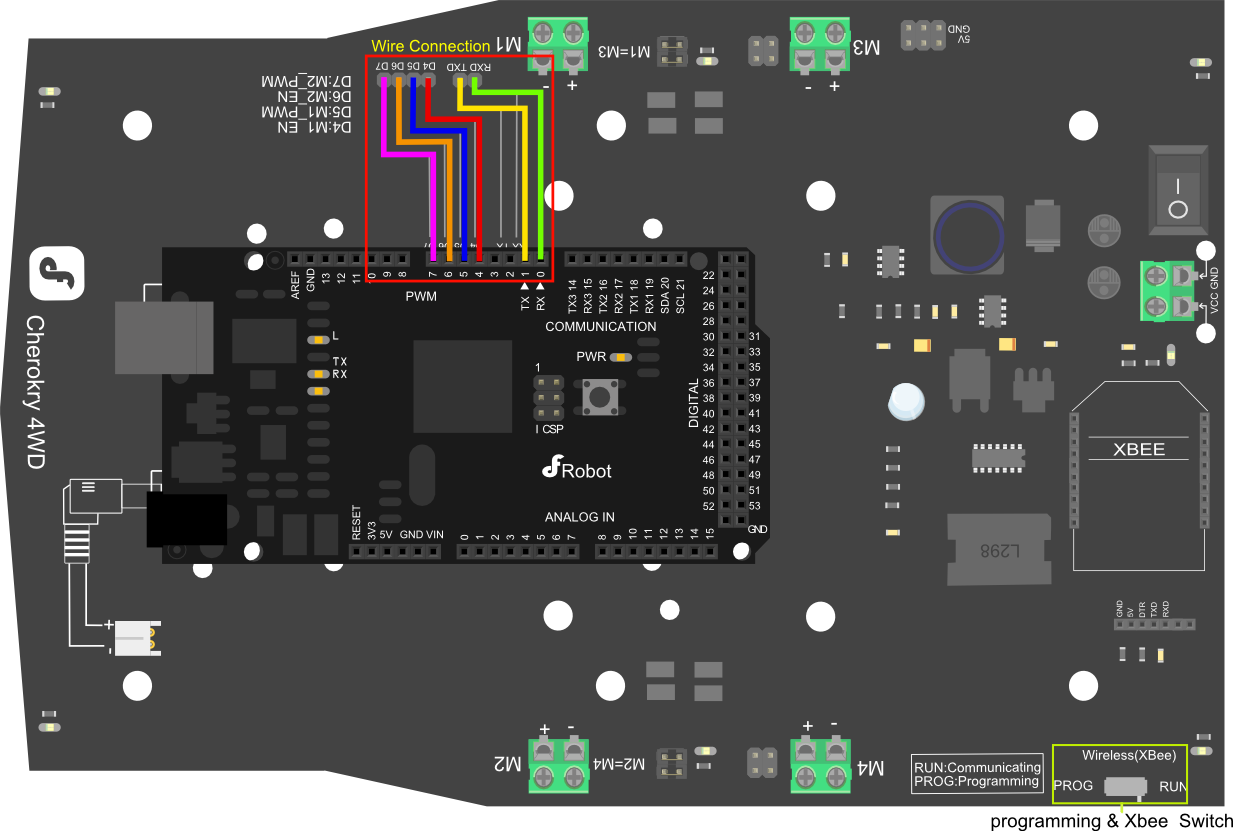 Wire Connection
M1
M1=M3
M3
5V
GND
- +
- +
D7 D6 D5 D4 TXD RXD
D7:M2_PWM
D6:M2_EN
D5:M1_PWM
D4:M1_EN
AREF
GND
13
12
11
10
9
8
7
6
5
4
3
2
1
0
PWM
TX
RX
TX3 14
RX3 15
TX2 16
RX2 17
TX1 18
RX1 19
SDA 20
SCL 21
COMMUNICATION
22
24
26
28
30 31
32 33
34 35
36 37
38 39
40 41
42 43
44 45
46 47
48 49
50 51
52 53
GND
DIGITAL
L
TX
RX
PWR
1
I CSP
Robot
ANALOG IN
RESET
3V3
5V
GND VIN
0 1 2 3 4 5 6 7
8 9 10 11 12 13 14 15
Cherokry 4WD
+
-
VCC GND
XBEE
L298
GND
5V
DTR
TXD
RXD
+ -
+ -
M2
M2=M4
M4
RUN:Communicating
PROG:Programming
Wireless(XBee)
PROG
RUN
programming & Xbee Switch